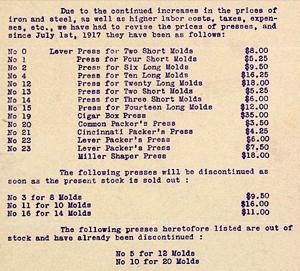 Due to the continued increases in the prices of
iron and steel, as well as higher labor costs, taxes, expen-
ses, etc., we have had to revise the prices of presses, and
since July 1st, 1917 they have been as follows:
No 0 Lever Press for Two Short Molds $8.00
No 1 Press for Four Short Molds $5.25
No 2 Press for Six Long Molds $9.50
No 4 Press for Ten Long Molds $16.25
No 12 Press for Twenty Long Molds $18.00
No 13 Press for Two Short Molds $5.25
No 14 Press for Three Short Molds $6.00
No 15 Press for Fourteen Long Molds $12.00
No 19 Cigar Box Press $35.00
No 20 Common Packer's Press $3.50
No 21 Cincinnati Packer's Press $4.25
No 22 Lever Packer's Press $6.00
No 23 Lever Packer's Press $7.50
Miller Shaper Press $18.00
The following presses will be discontinued as
soon as the present stock is sold out :
No 3 for 8 Molds $9.50
No 11 for 10 Molds $16.00
No 16 for 14 Molds $11.00
The following presses heretofore listed are out of
stock and have already been discontinued :
No 5 for 12 Molds
No 10 for 20 Molds